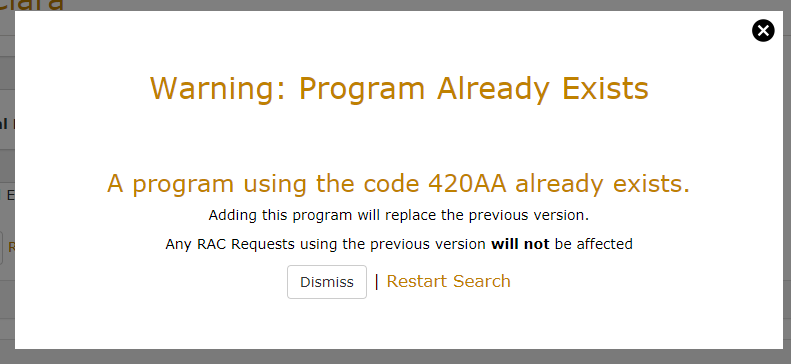 Warning: Program Already Exists
A program using the code 420AA already exists.
Adding this program will replace the previous version.
Any RAC Requests using the previous version will not be affected
Dismiss | Restart Search